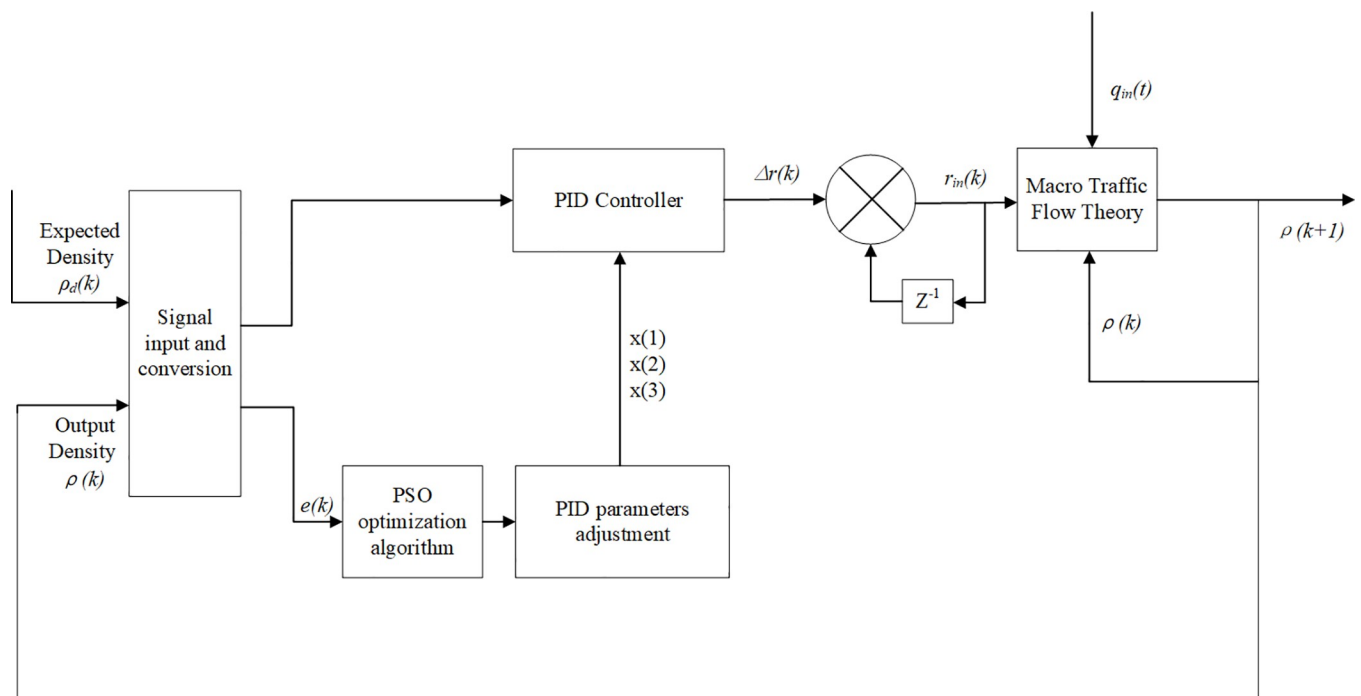 q_in(t)
PID Controller
Δr(k)
r_in(k)
Macro Traffic
Flow Theory
ρ(k+1)
Expected
Density
ρ_d(k)
Signal
input and
conversion
Z⁻¹
ρ(k)
x(1)
x(2)
x(3)
Output
Density
ρ(k)
e(k)
PSO
optimization
algorithm
PID parameters
adjustment